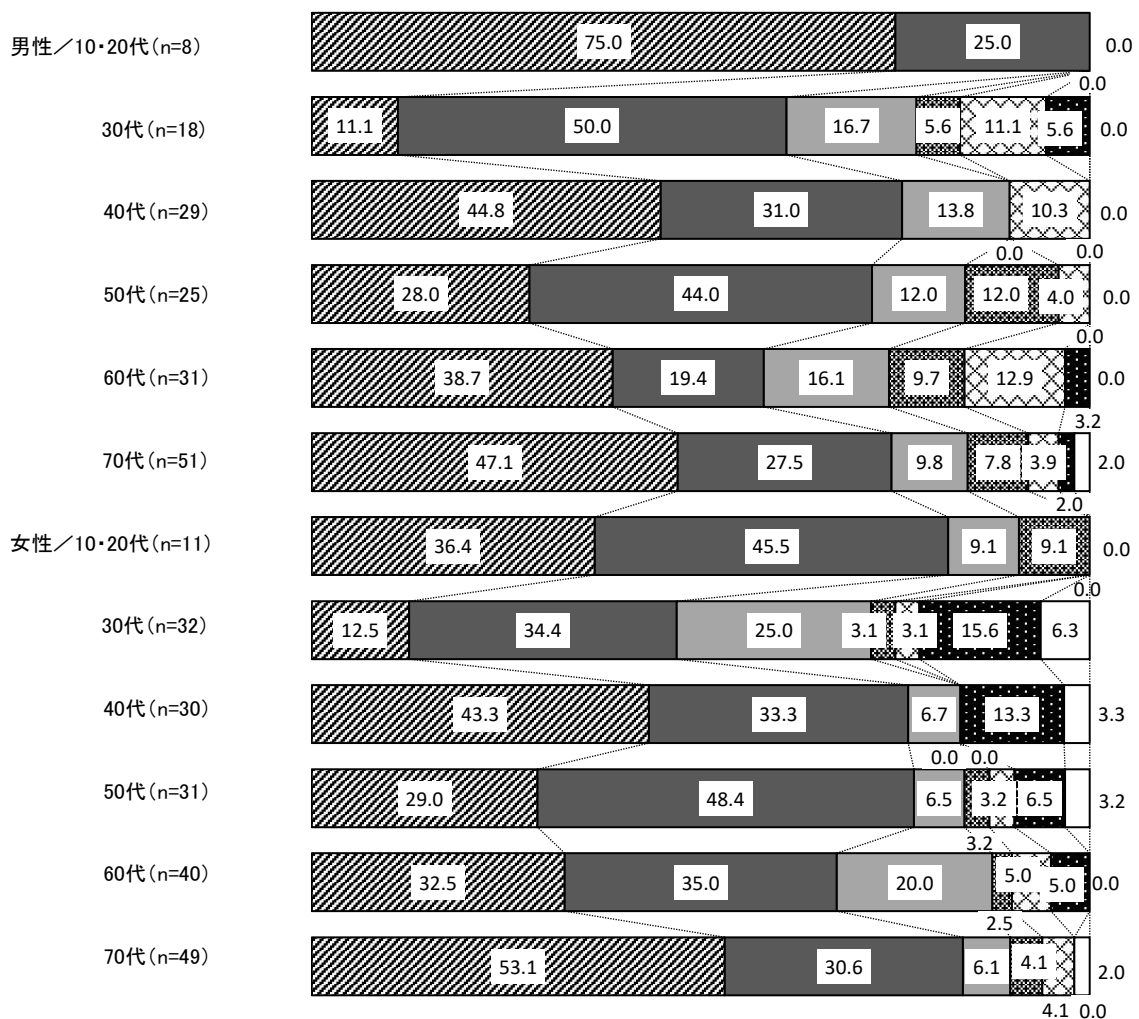 男性／10・20代(n=8) 75.0 25.0 0.0
0.0
30代(n=18) 11.1 50.0 16.7 5.6 11.1 5.6 0.0
40代(n=29) 44.8 31.0 13.8 10.3 0.0
0.0 0.0
50代(n=25) 28.0 44.0 12.0 12.0 4.0 0.0
0.0
60代(n=31) 38.7 19.4 16.1 9.7 12.9 0.0
3.2
70代(n=51) 47.1 27.5 9.8 7.8 3.9 2.0
2.0
女性／10・20代(n=11) 36.4 45.5 9.1 9.1 0.0
0.0
30代(n=32) 12.5 34.4 25.0 3.1 3.1 15.6 6.3
40代(n=30) 43.3 33.3 6.7 13.3 3.3
0.0 0.0
50代(n=31) 29.0 48.4 6.5 3.2 6.5 3.2
3.2
60代(n=40) 32.5 35.0 20.0 5.0 5.0 0.0
2.5
70代(n=49) 53.1 30.6 6.1 4.1 2.0
4.1 0.0